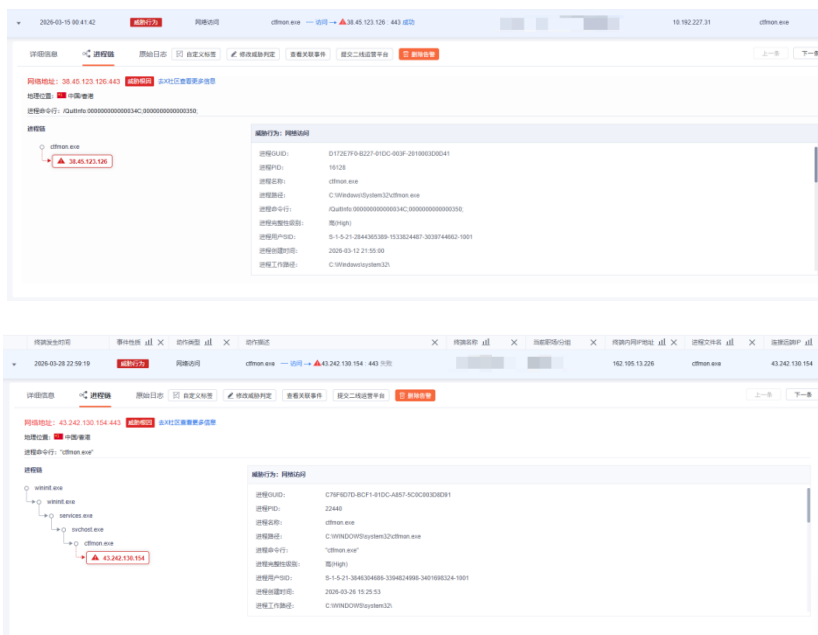 2026-03-15 00:41:42 威胁行为 网络访问 ctfmon.exe — 访问 → 38.45.123.126 : 443 成功 10.192.227.31 ctfmon.exe
详细信息 进程链 原始日志 自定义标签 修改威胁判定 查看关联事件 提交二线运营平台 删除告警 上一条 下一条
网络地址：38.45.123.126:443 威胁根因 去X社区查看更多信息
地理位置： 中国/香港
进程命令行：/QuitInfo:000000000000034C;0000000000000350;
进程链
ctfmon.exe
38.45.123.126
威胁行为：网络访问
进程GUID： D172E7F0-B227-01DC-003F-2010003D0D41
进程PID： 16128
进程名称： ctfmon.exe
进程路径： C:\Windows\System32\ctfmon.exe
进程命令行： /QuitInfo:000000000000034C;0000000000000350;
进程完整性级别： 高(High)
进程用户SID： S-1-5-21-2844365389-1533824487-3039744662-1001
进程创建时间： 2026-03-12 21:55:00
进程工作路径： C:\Windows\system32\
终端发生时间 事件性质 动作类型 动作描述 终端名称 当前职场/分组 终端内网IP地址 进程文件名 连接远端IP
2026-03-28 22:59:19 威胁行为 网络访问 ctfmon.exe — 访问 → 43.242.130.154 : 443 失败 162.105.13.226 ctfmon.exe 43.242.130.154
详细信息 进程链 原始日志 自定义标签 修改威胁判定 查看关联事件 提交二线运营平台 删除告警 上一条 下一条
网络地址：43.242.130.154:443 威胁根因 去X社区查看更多信息
地理位置： 中国/香港
进程命令行："ctfmon.exe"
进程链
wininit.exe
wininit.exe
services.exe
svchost.exe
ctfmon.exe
43.242.130.154
威胁行为：网络访问
进程GUID： C76F6D7D-BCF1-01DC-A857-5C0C003D8D91
进程PID： 22440
进程名称： ctfmon.exe
进程路径： C:\WINDOWS\system32\ctfmon.exe
进程命令行： "ctfmon.exe"
进程完整性级别： 高(High)
进程用户SID： S-1-5-21-3846304686-3394824998-3401698324-1001
进程创建时间： 2026-03-26 15:25:53
进程工作路径： C:\WINDOWS\system32\